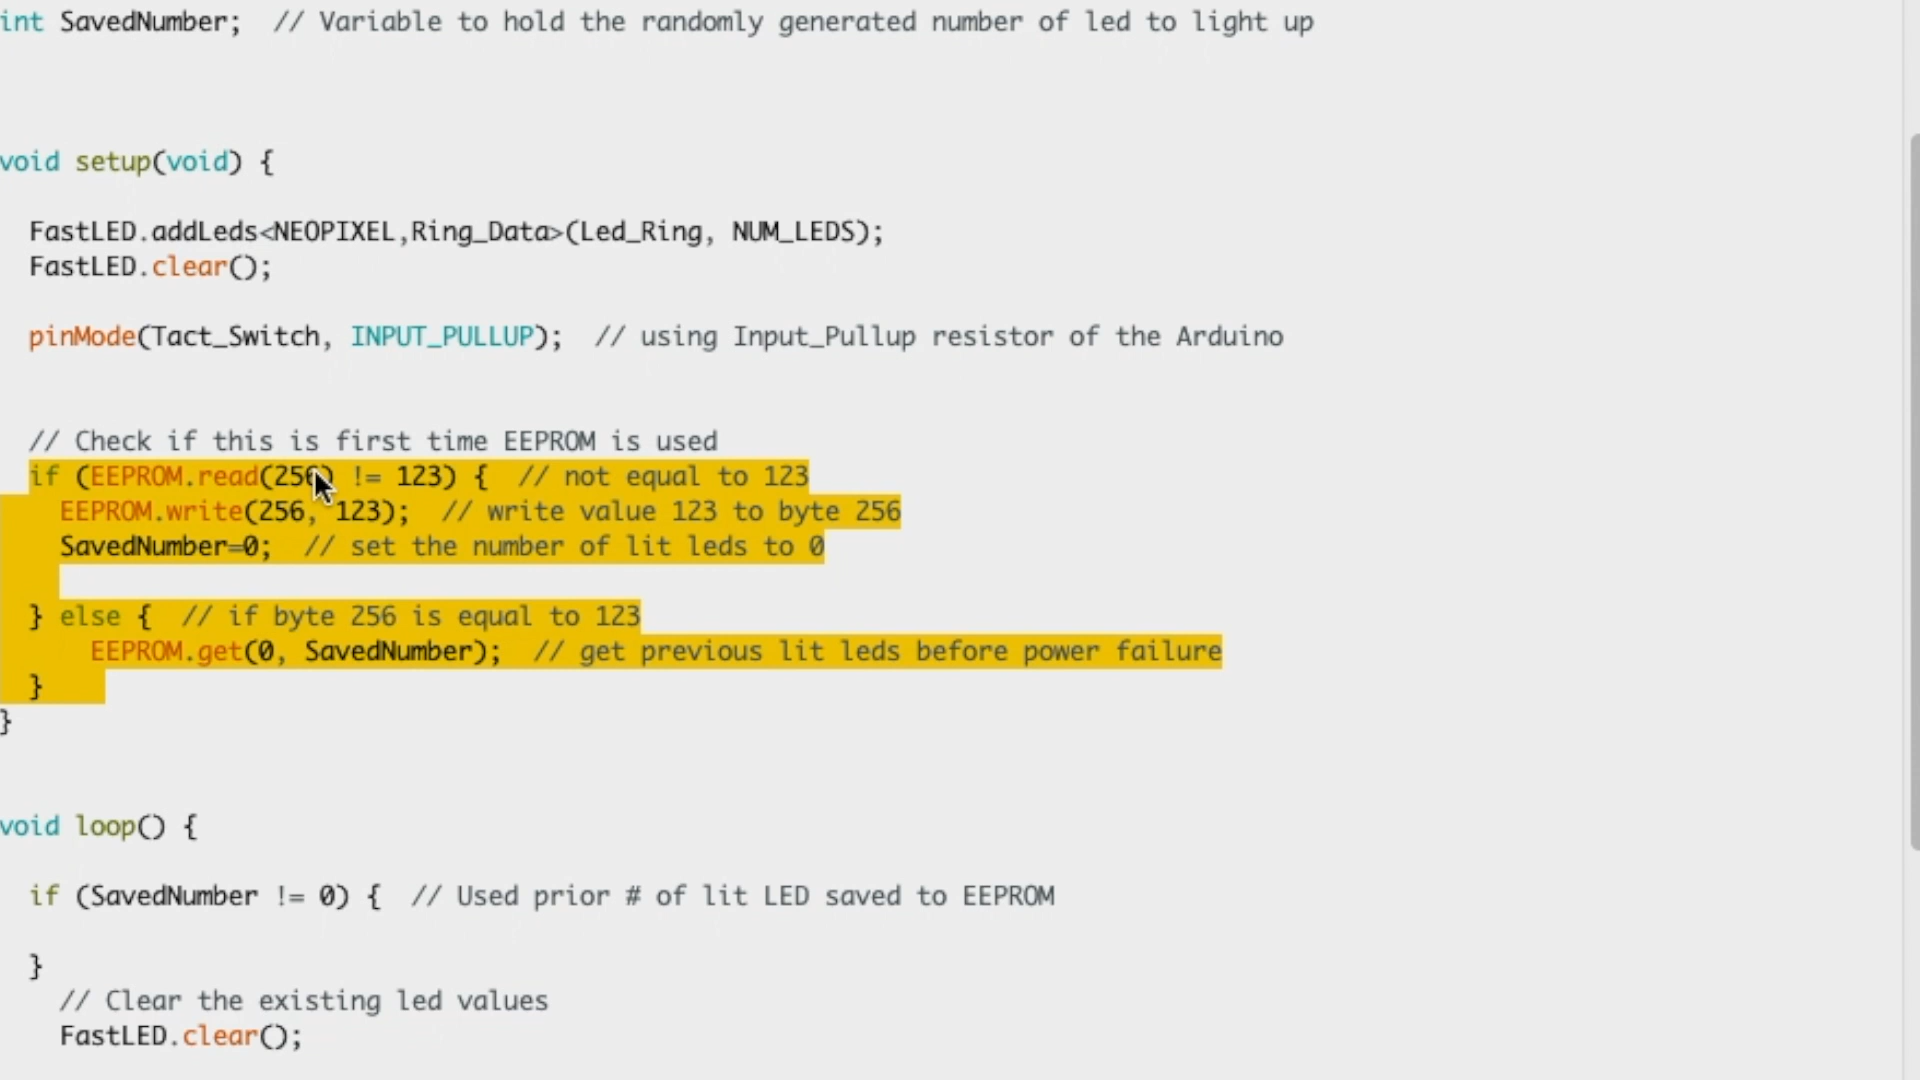 int SavedNumber;  // Variable to hold the randomly generated number of led to light up
void setup(void) {
FastLED.addLeds<NEOPIXEL,Ring_Data>(Led_Ring, NUM_LEDS);
FastLED.clear();
pinMode(Tact_Switch, INPUT_PULLUP);  // using Input_Pullup resistor of the Arduino
// Check if this is first time EEPROM is used
if (EEPROM.read(256) != 123) {  // not equal to 123
EEPROM.write(256, 123);  // write value 123 to byte 256
SavedNumber=0;  // set the number of lit leds to 0
} else {  // if byte 256 is equal to 123
EEPROM.get(0, SavedNumber);  // get previous lit leds before power failure
}
}
void loop() {
if (SavedNumber != 0) {  // Used prior # of lit LED saved to EEPROM
}
// Clear the existing led values
FastLED.clear();